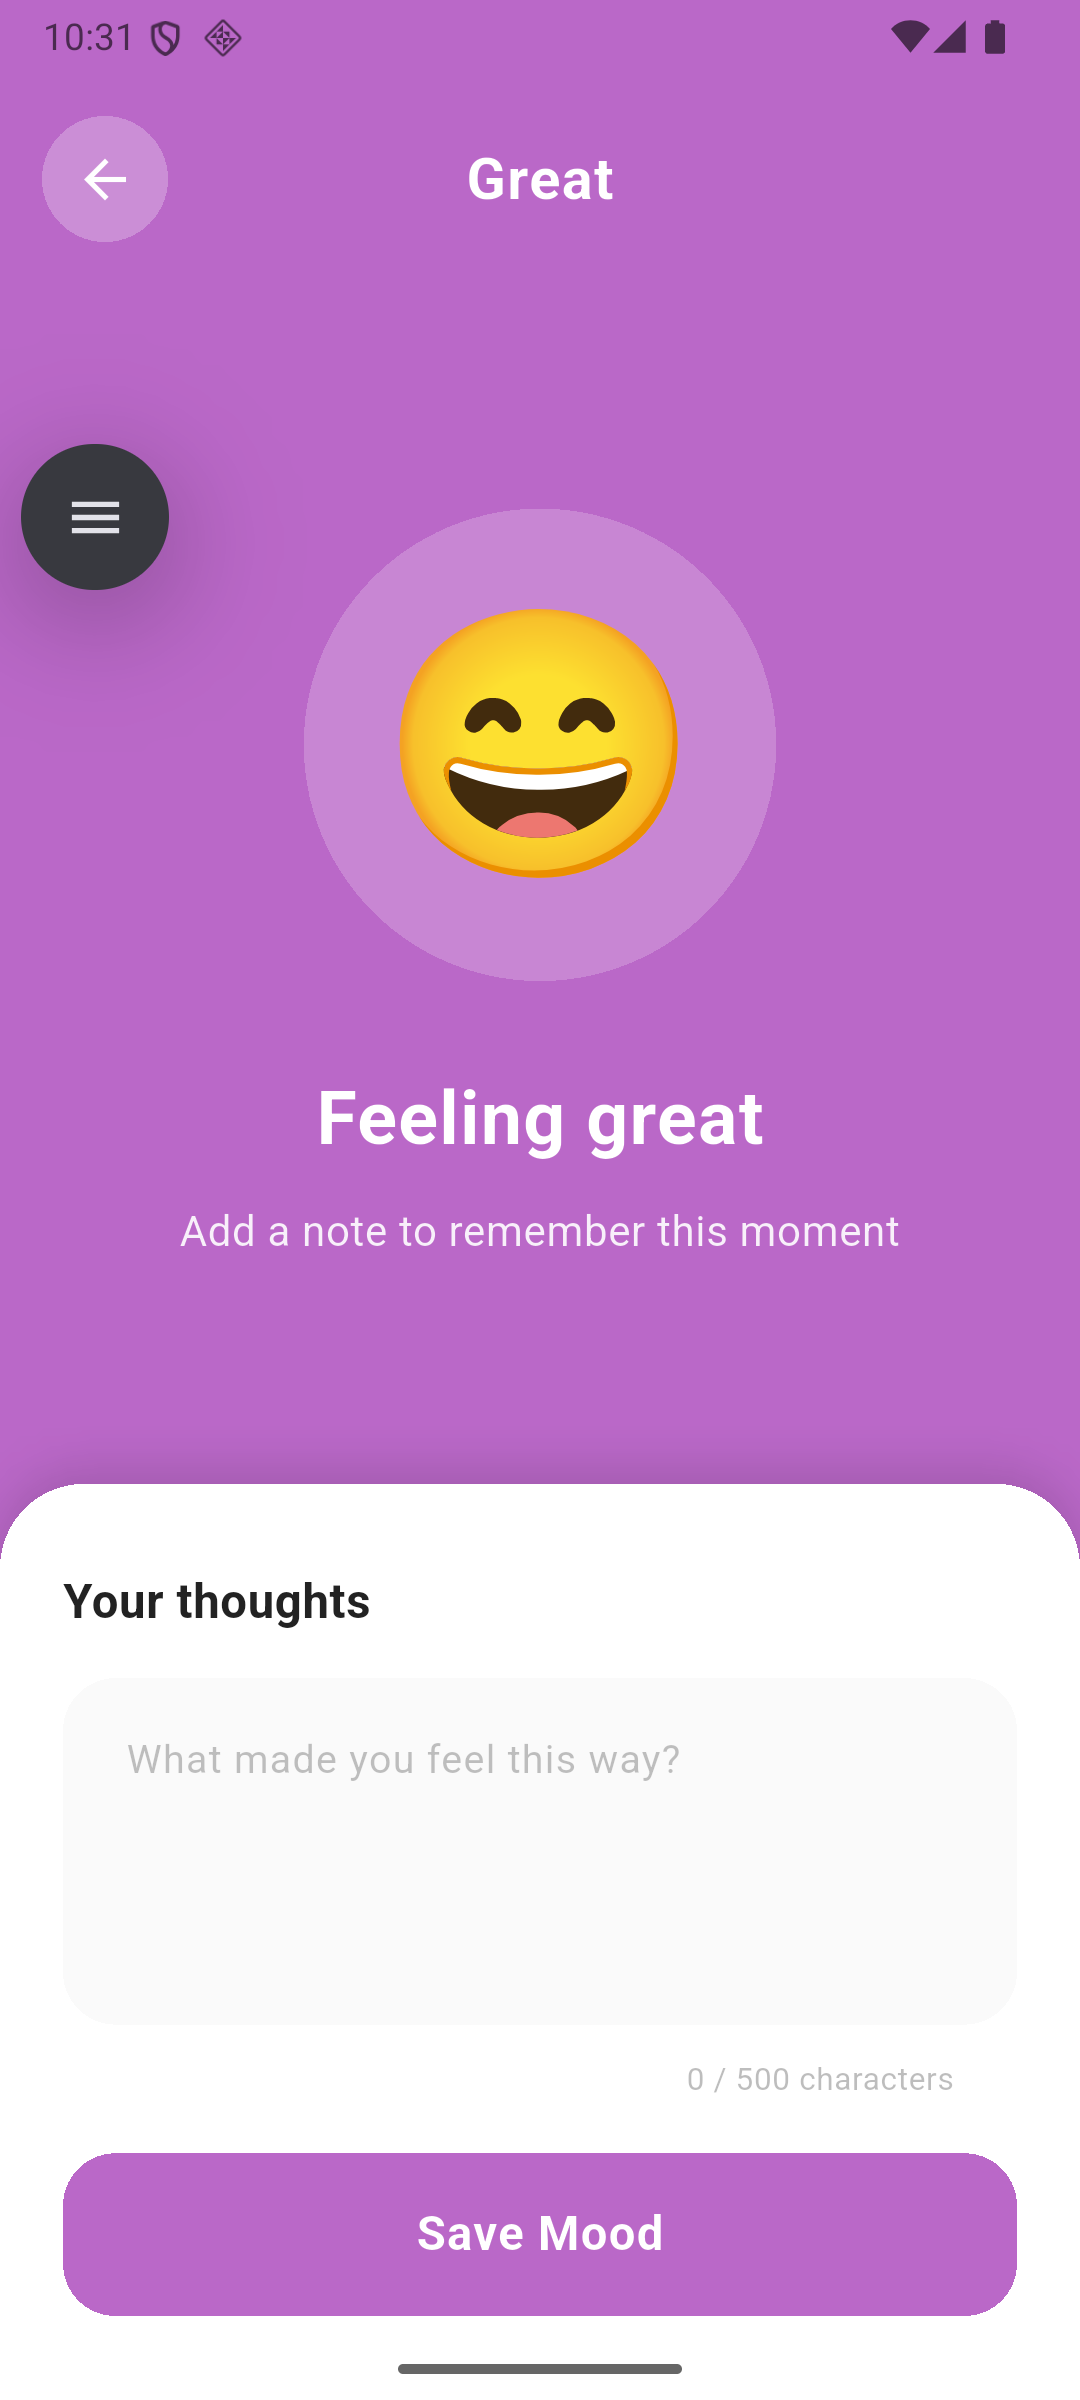 10:31
Great
Feeling great
Add a note to remember this moment
Your thoughts
What made you feel this way?
0 / 500 characters
Save Mood